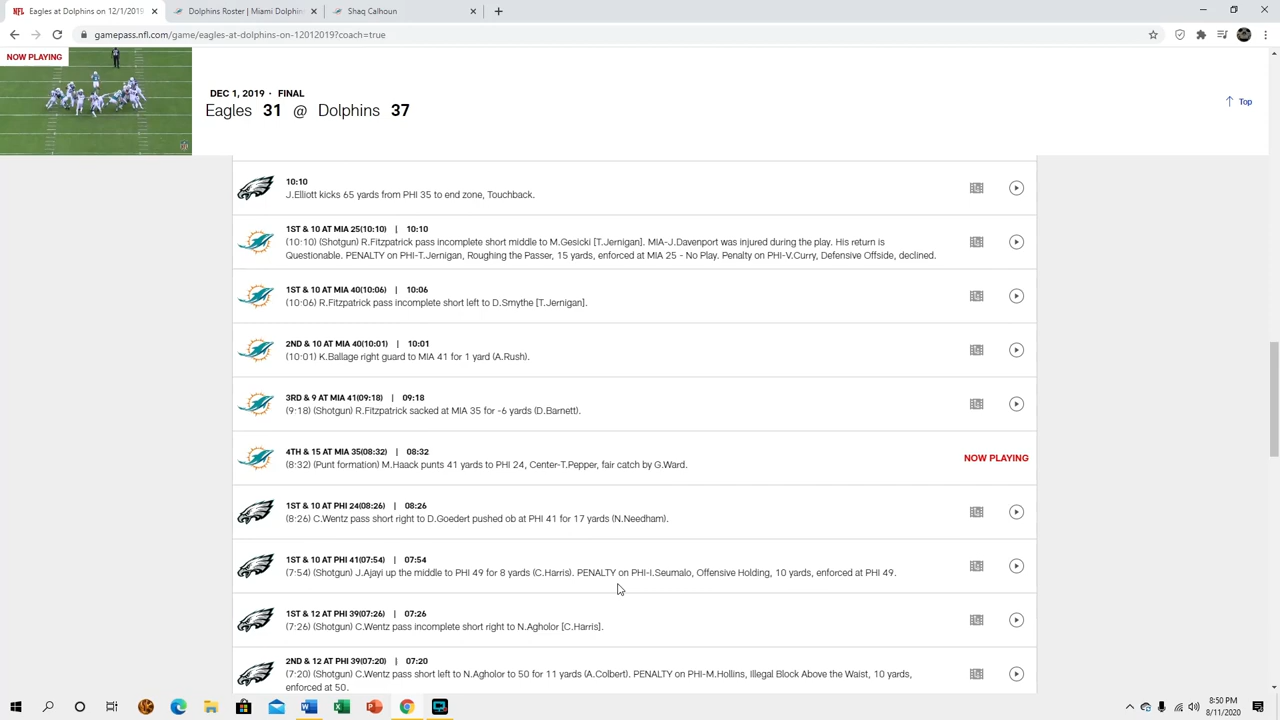 Eagles at Dolphins on 12/1/2019
Dolphins Roster | Miami Dolphin
Shaq Calhoun
gamepass.nfl.com/game/eagles-at-dolphins-on-12012019?coach=true
NOW PLAYING
DEC 1, 2019 · FINAL
Eagles 31 @ Dolphins 37
Top
10:10
J.Elliott kicks 65 yards from PHI 35 to end zone, Touchback.
1ST & 10 AT MIA 25(10:10) | 10:10
(10:10) (Shotgun) R.Fitzpatrick pass incomplete short middle to M.Gesicki [T.Jernigan]. MIA-J.Davenport was injured during the play. His return is
Questionable. PENALTY on PHI-T.Jernigan, Roughing the Passer, 15 yards, enforced at MIA 25 - No Play. Penalty on PHI-V.Curry, Defensive Offside, declined.
1ST & 10 AT MIA 40(10:06) | 10:06
(10:06) R.Fitzpatrick pass incomplete short left to D.Smythe [T.Jernigan].
2ND & 10 AT MIA 40(10:01) | 10:01
(10:01) K.Ballage right guard to MIA 41 for 1 yard (A.Rush).
3RD & 9 AT MIA 41(09:18) | 09:18
(9:18) (Shotgun) R.Fitzpatrick sacked at MIA 35 for -6 yards (D.Barnett).
4TH & 15 AT MIA 35(08:32) | 08:32
(8:32) (Punt formation) M.Haack punts 41 yards to PHI 24, Center-T.Pepper, fair catch by G.Ward.
NOW PLAYING
1ST & 10 AT PHI 24(08:26) | 08:26
(8:26) C.Wentz pass short right to D.Goedert pushed ob at PHI 41 for 17 yards (N.Needham).
1ST & 10 AT PHI 41(07:54) | 07:54
(7:54) (Shotgun) J.Ajayi up the middle to PHI 49 for 8 yards (C.Harris). PENALTY on PHI-I.Seumalo, Offensive Holding, 10 yards, enforced at PHI 49.
1ST & 12 AT PHI 39(07:26) | 07:26
(7:26) (Shotgun) C.Wentz pass incomplete short right to N.Agholor [C.Harris].
2ND & 12 AT PHI 39(07:20) | 07:20
(7:20) (Shotgun) C.Wentz pass short left to N.Agholor to 50 for 11 yards (A.Colbert). PENALTY on PHI-M.Hollins, Illegal Block Above the Waist, 10 yards,
enforced at 50.
8:50 PM
8/11/2020